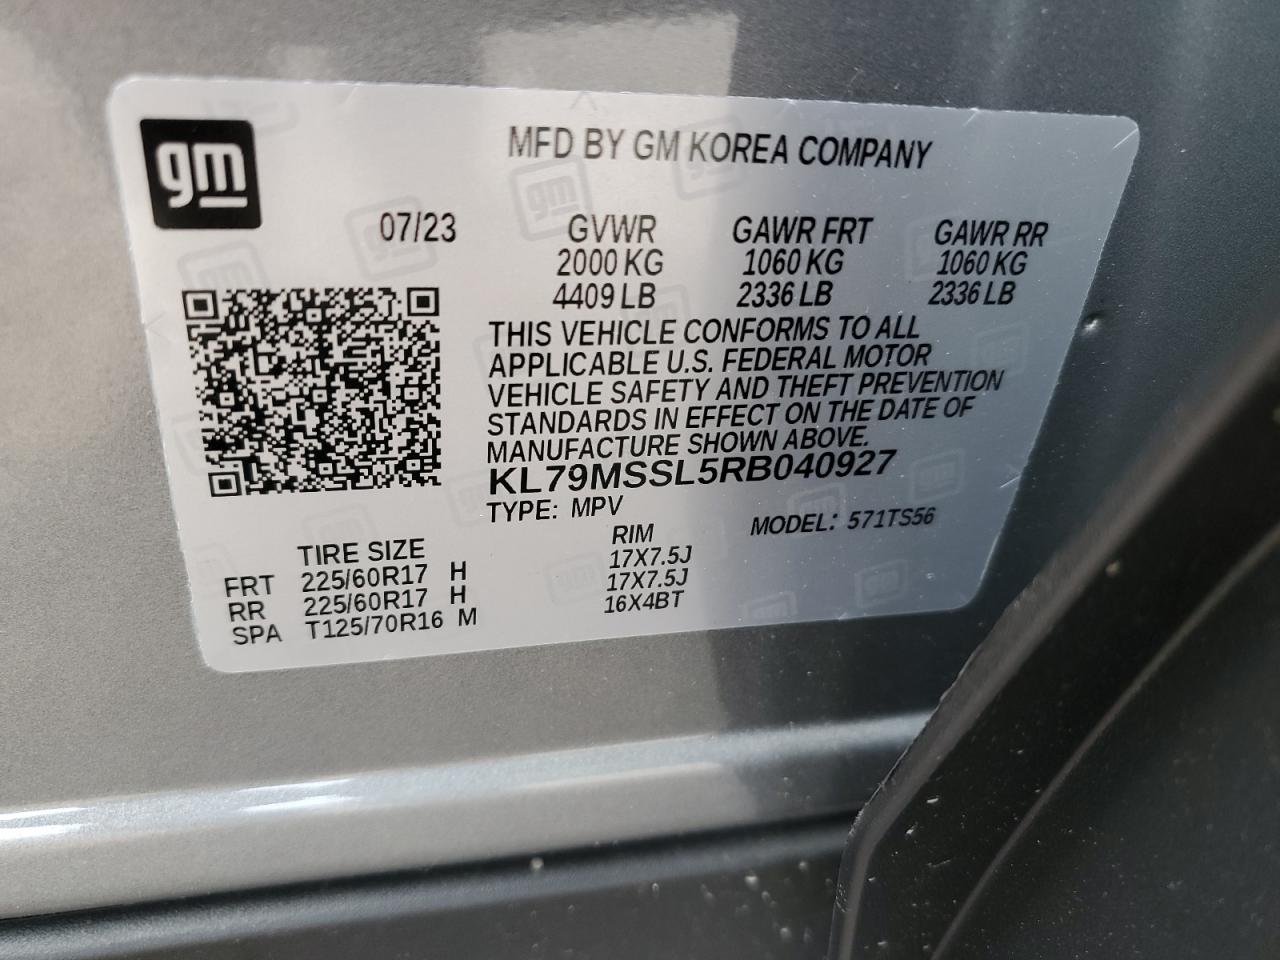 gm
MFD BY GM KOREA COMPANY
07/23 GVWR GAWR FRT GAWR RR
2000 KG 1060 KG 1060 KG
4409 LB 2336 LB 2336 LB
THIS VEHICLE CONFORMS TO ALL
APPLICABLE U.S. FEDERAL MOTOR
VEHICLE SAFETY AND THEFT PREVENTION
STANDARDS IN EFFECT ON THE DATE OF
MANUFACTURE SHOWN ABOVE.
KL79MSSL5RB040927
TYPE: MPV MODEL: 571TS56
TIRE SIZE RIM
FRT 225/60R17 H 17X7.5J
RR 225/60R17 H 17X7.5J
SPA T125/70R16 M 16X4BT